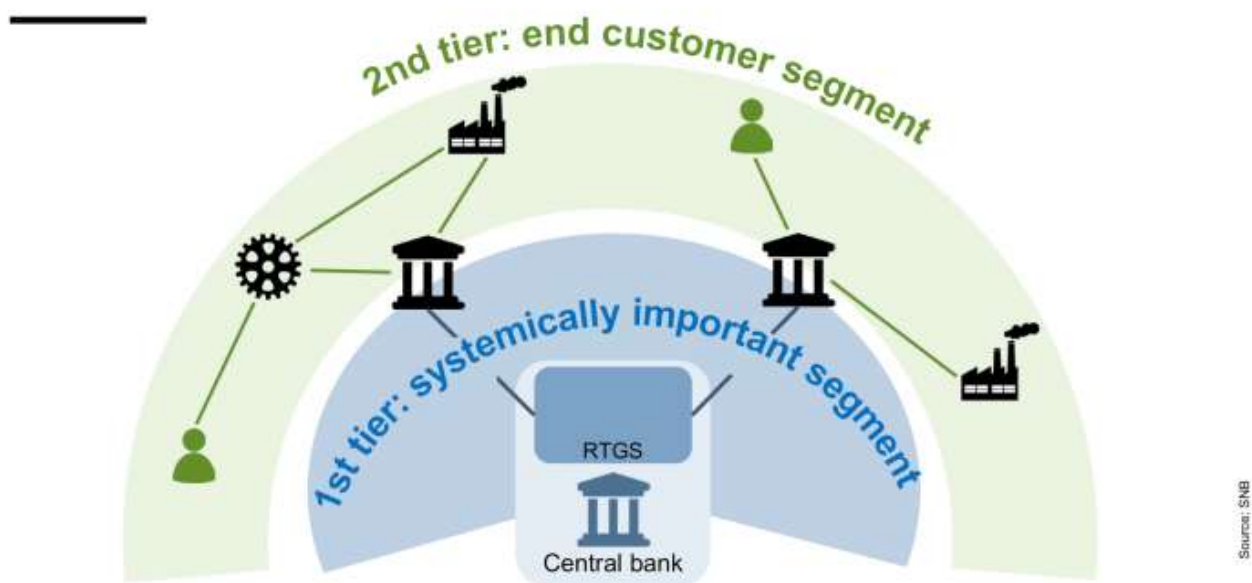 2nd tier: end customer segment
1st tier: systemically important segment
RTGS
Central bank
Source: SNB